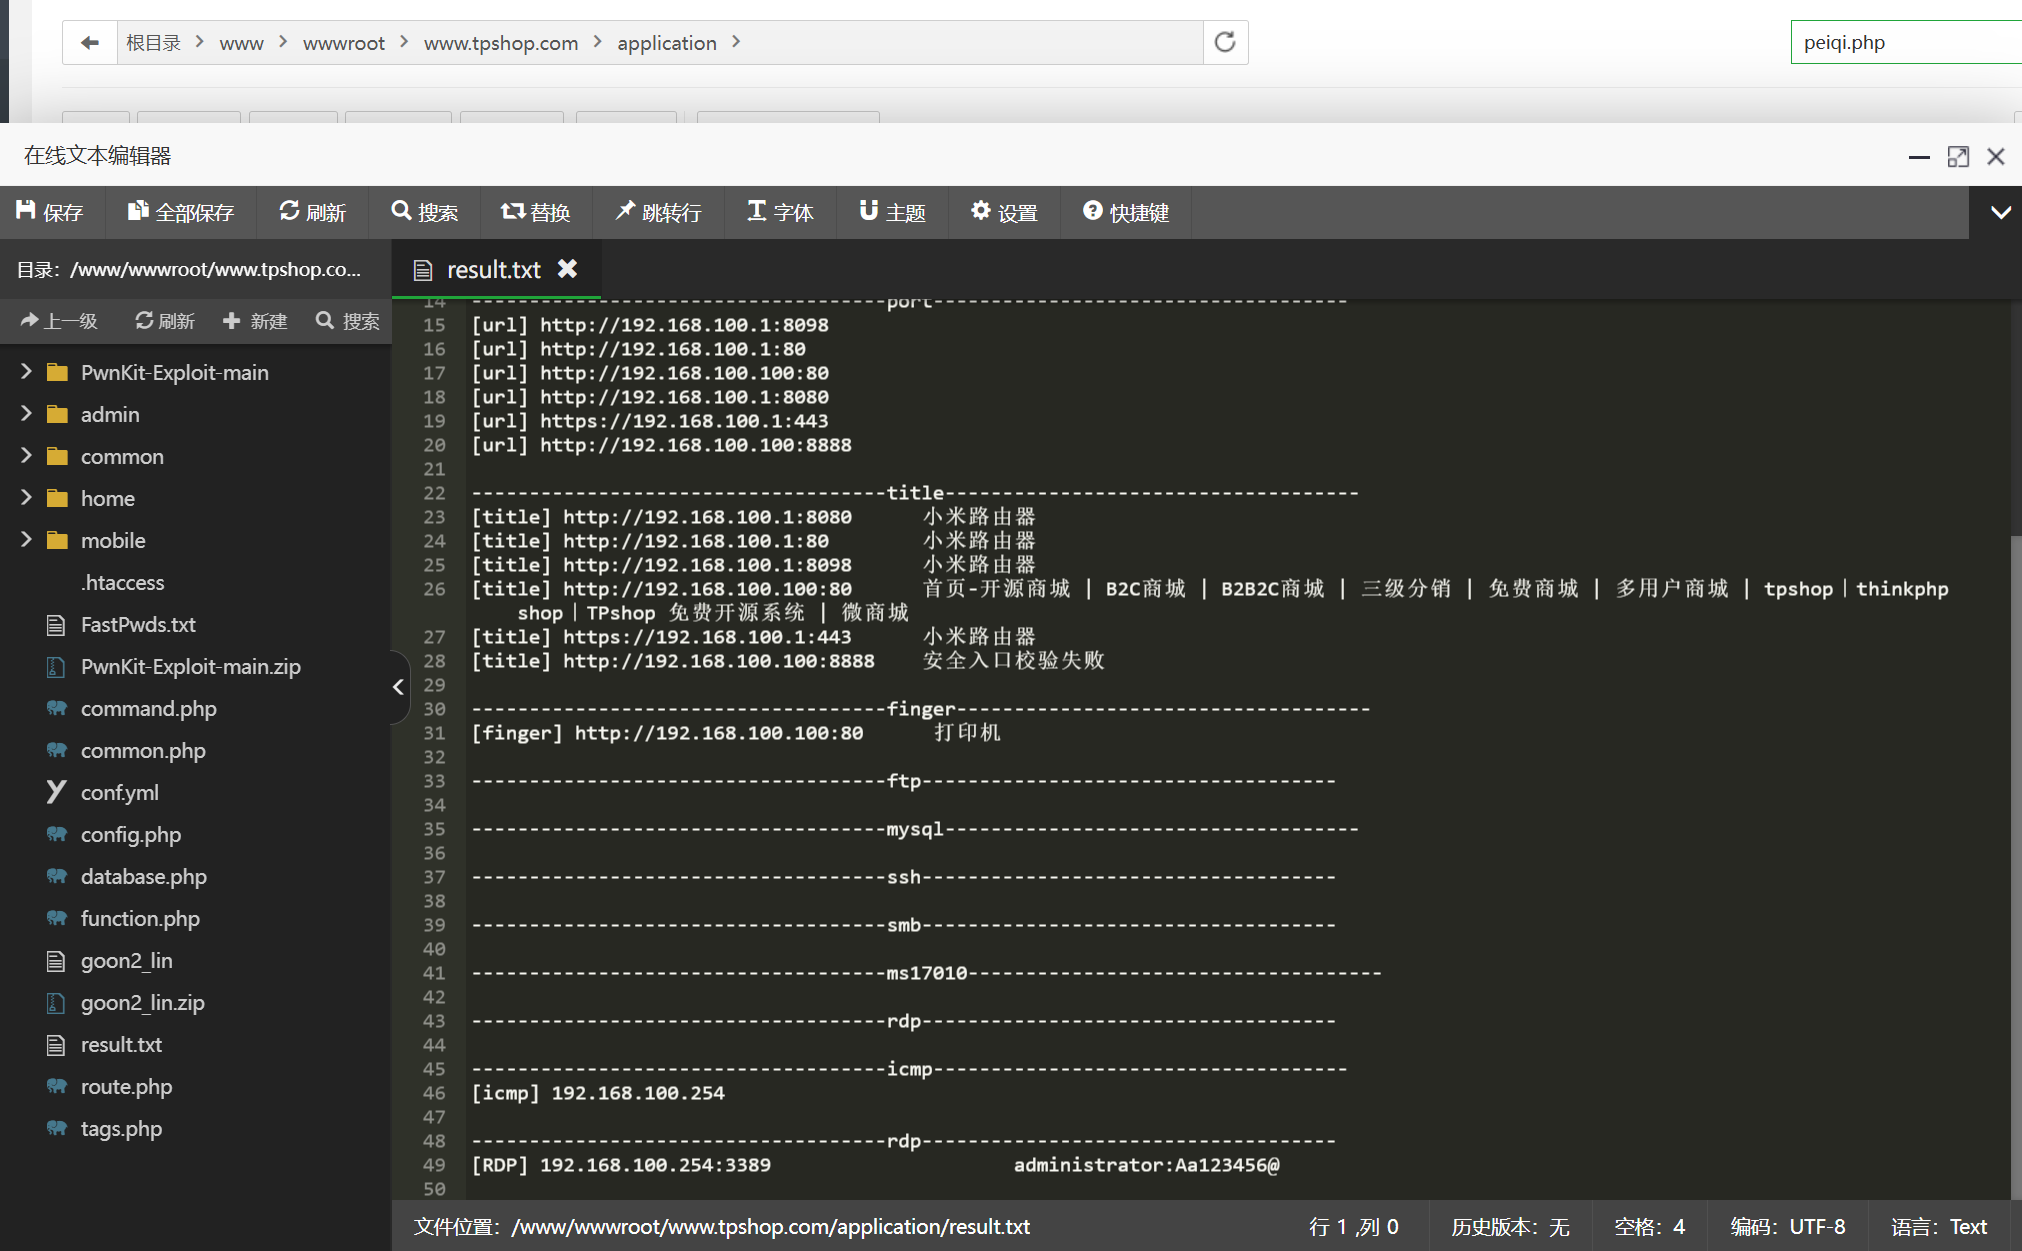 根目录 > www > wwwroot > www.tpshop.com > application >
peiqi.php
在线文本编辑器
保存 全部保存 刷新 搜索 替换 跳转行 字体 主题 设置 快捷键
目录：/www/wwwroot/www.tpshop.co...
result.txt
上一级 刷新 新建 搜索
PwnKit-Exploit-main
admin
common
home
mobile
.htaccess
FastPwds.txt
PwnKit-Exploit-main.zip
command.php
common.php
conf.yml
config.php
database.php
function.php
goon2_lin
goon2_lin.zip
result.txt
route.php
tags.php
14 ------------------------------------port------------------------------------
15 [url] http://192.168.100.1:8098
16 [url] http://192.168.100.1:80
17 [url] http://192.168.100.100:80
18 [url] http://192.168.100.1:8080
19 [url] https://192.168.100.1:443
20 [url] http://192.168.100.100:8888
21
22 ------------------------------------title------------------------------------
23 [title] http://192.168.100.1:8080 小米路由器
24 [title] http://192.168.100.1:80 小米路由器
25 [title] http://192.168.100.1:8098 小米路由器
26 [title] http://192.168.100.100:80 首页-开源商城 | B2C商城 | B2B2C商城 | 三级分销 | 免费商城 | 多用户商城 | tpshop｜thinkphp
shop｜TPshop 免费开源系统 | 微商城
27 [title] https://192.168.100.1:443 小米路由器
28 [title] http://192.168.100.100:8888 安全入口校验失败
29
30 ------------------------------------finger------------------------------------
31 [finger] http://192.168.100.100:80 打印机
32
33 ------------------------------------ftp------------------------------------
34
35 ------------------------------------mysql------------------------------------
36
37 ------------------------------------ssh------------------------------------
38
39 ------------------------------------smb------------------------------------
40
41 ------------------------------------ms17010------------------------------------
42
43 ------------------------------------rdp------------------------------------
44
45 ------------------------------------icmp------------------------------------
46 [icmp] 192.168.100.254
47
48 ------------------------------------rdp------------------------------------
49 [RDP] 192.168.100.254:3389 administrator:Aa123456@
50
文件位置：/www/wwwroot/www.tpshop.com/application/result.txt 行 1 ,列 0 历史版本：无 空格：4 编码：UTF-8 语言：Text